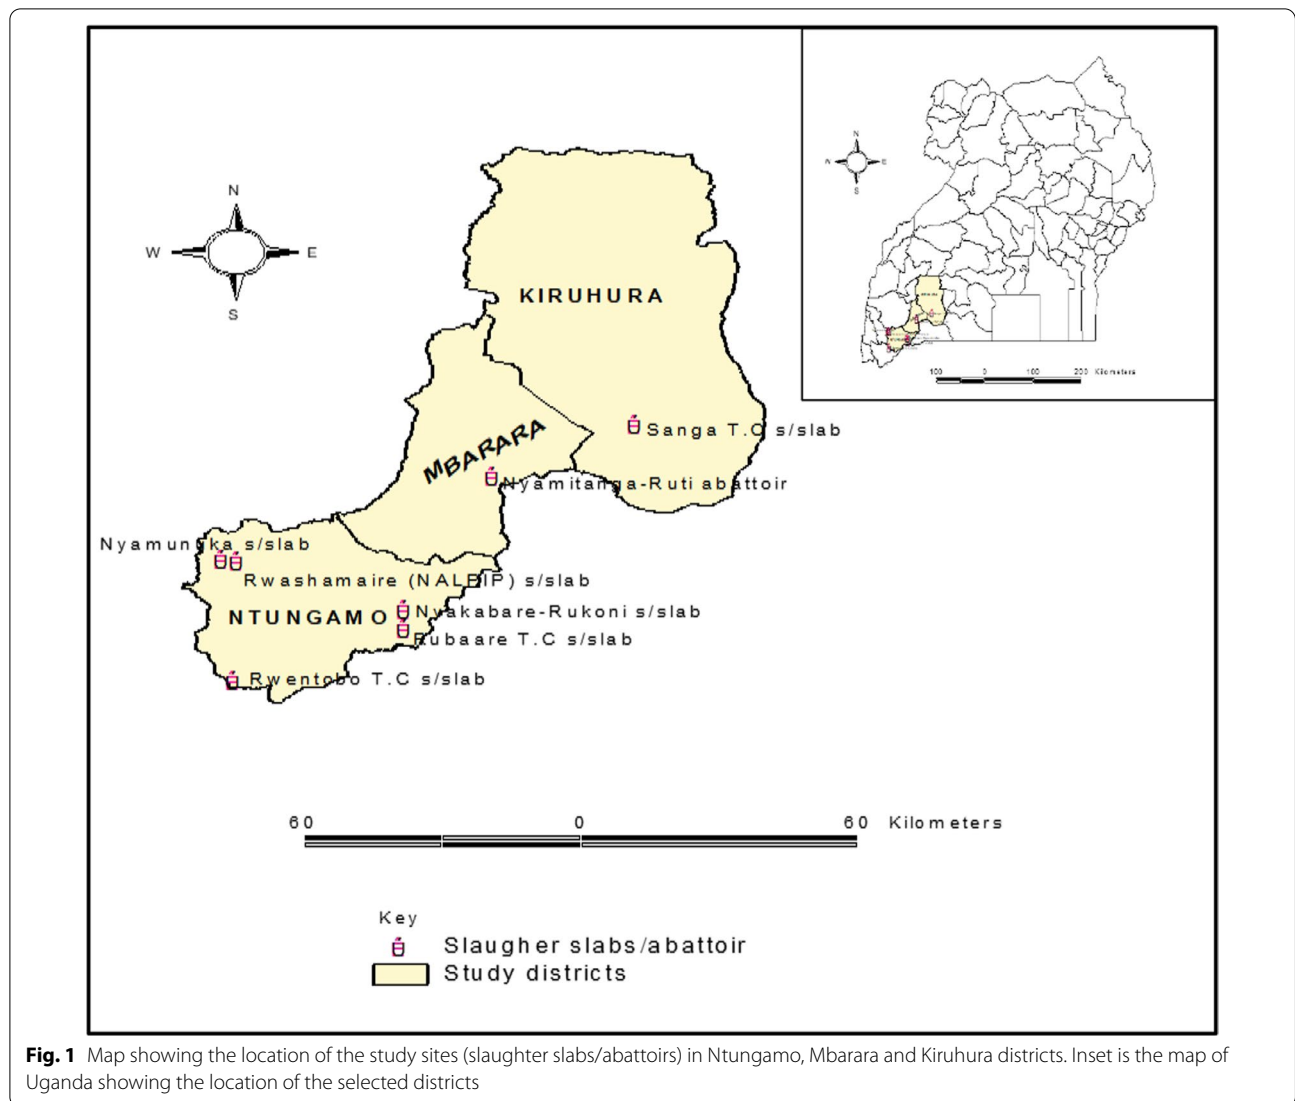 N
W E
S
N
W E
S
KIRUHURA
100 0 100 200 Kilometers
Sanga T.C s/slab
MBARARA
Nyamitanga-Ruti abattoir
Nyamunyka s/slab
Rwashamaire (NALPIP) s/slab
NTUNGAMO
Nyakabare-Rukoni s/slab
Rubaare T.C s/slab
Rwentobo T.C s/slab
60 0 60 Kilometers
Key
Slaugher slabs/abattoir
Study districts
Fig. 1 Map showing the location of the study sites (slaughter slabs/abattoirs) in Ntungamo, Mbarara and Kiruhura districts. Inset is the map of
Uganda showing the location of the selected districts